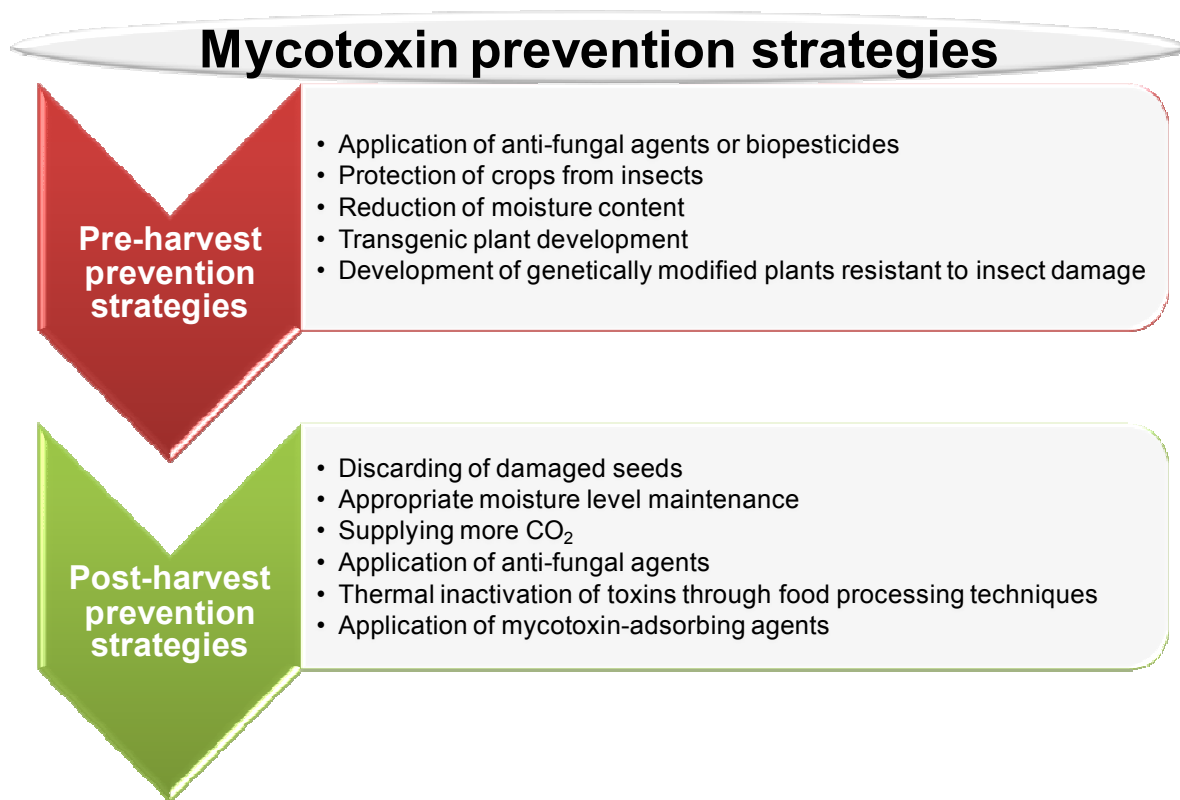 Mycotoxin prevention strategies
Pre-harvest
prevention
strategies
• Application of anti-fungal agents or biopesticides
• Protection of crops from insects
• Reduction of moisture content
• Transgenic plant development
• Development of genetically modified plants resistant to insect damage
Post-harvest
prevention
strategies
• Discarding of damaged seeds
• Appropriate moisture level maintenance
• Supplying more CO₂
• Application of anti-fungal agents
• Thermal inactivation of toxins through food processing techniques
• Application of mycotoxin-adsorbing agents